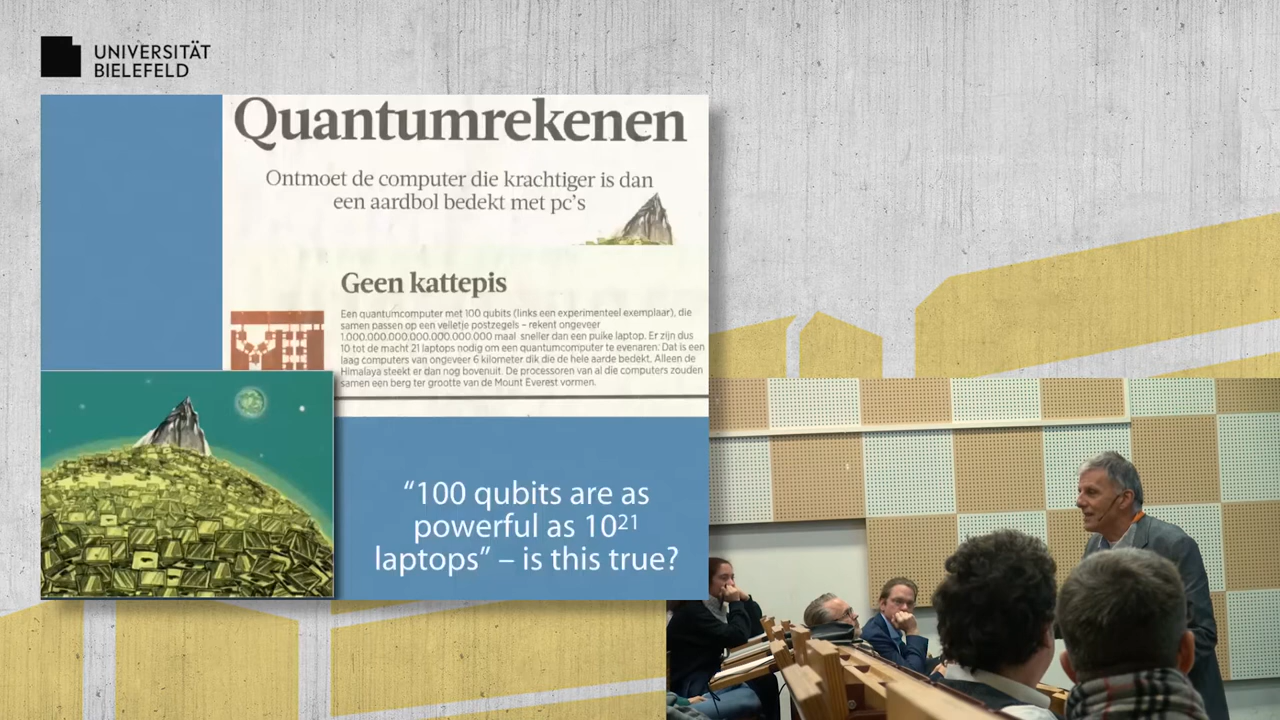 UNIVERSITÄT
BIELEFELD
Quantumrekenen
Ontmoet de computer die krachtiger is dan
een aardbol bedekt met pc's
Geen kattepis
Een quantumcomputer met 100 qubits (links een experimenteel exemplaar), die
samen passen op een velletje postzegels – rekent ongeveer
1.000.000.000.000.000.000.000 maal sneller dan een puike laptop. Er zijn dus
10 tot de macht 21 laptops nodig om een quantumcomputer te evenaren. Dat is een
laag computers van ongeveer 6 kilometer dik die de hele aarde bedekt. Alleen de
Himalaya steekt er dan nog bovenuit. De processoren van al die computers zouden
samen een berg ter grootte van de Mount Everest vormen.
“100 qubits are as
powerful as 10²¹
laptops” – is this true?